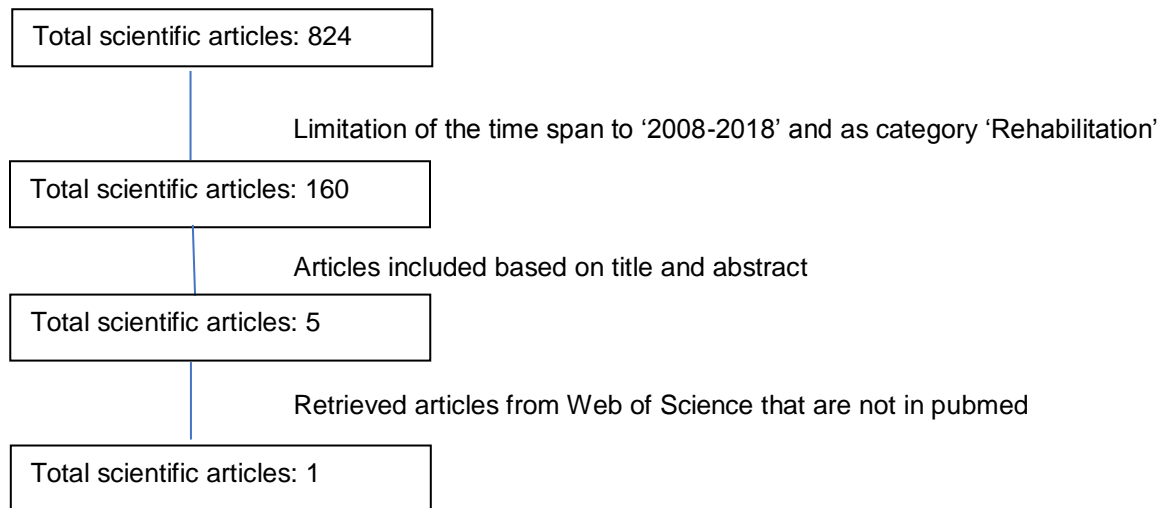 Total scientific articles: 824
Limitation of the time span to ‘2008-2018’ and as category ‘Rehabilitation’
Total scientific articles: 160
Articles included based on title and abstract
Total scientific articles: 5
Retrieved articles from Web of Science that are not in pubmed
Total scientific articles: 1